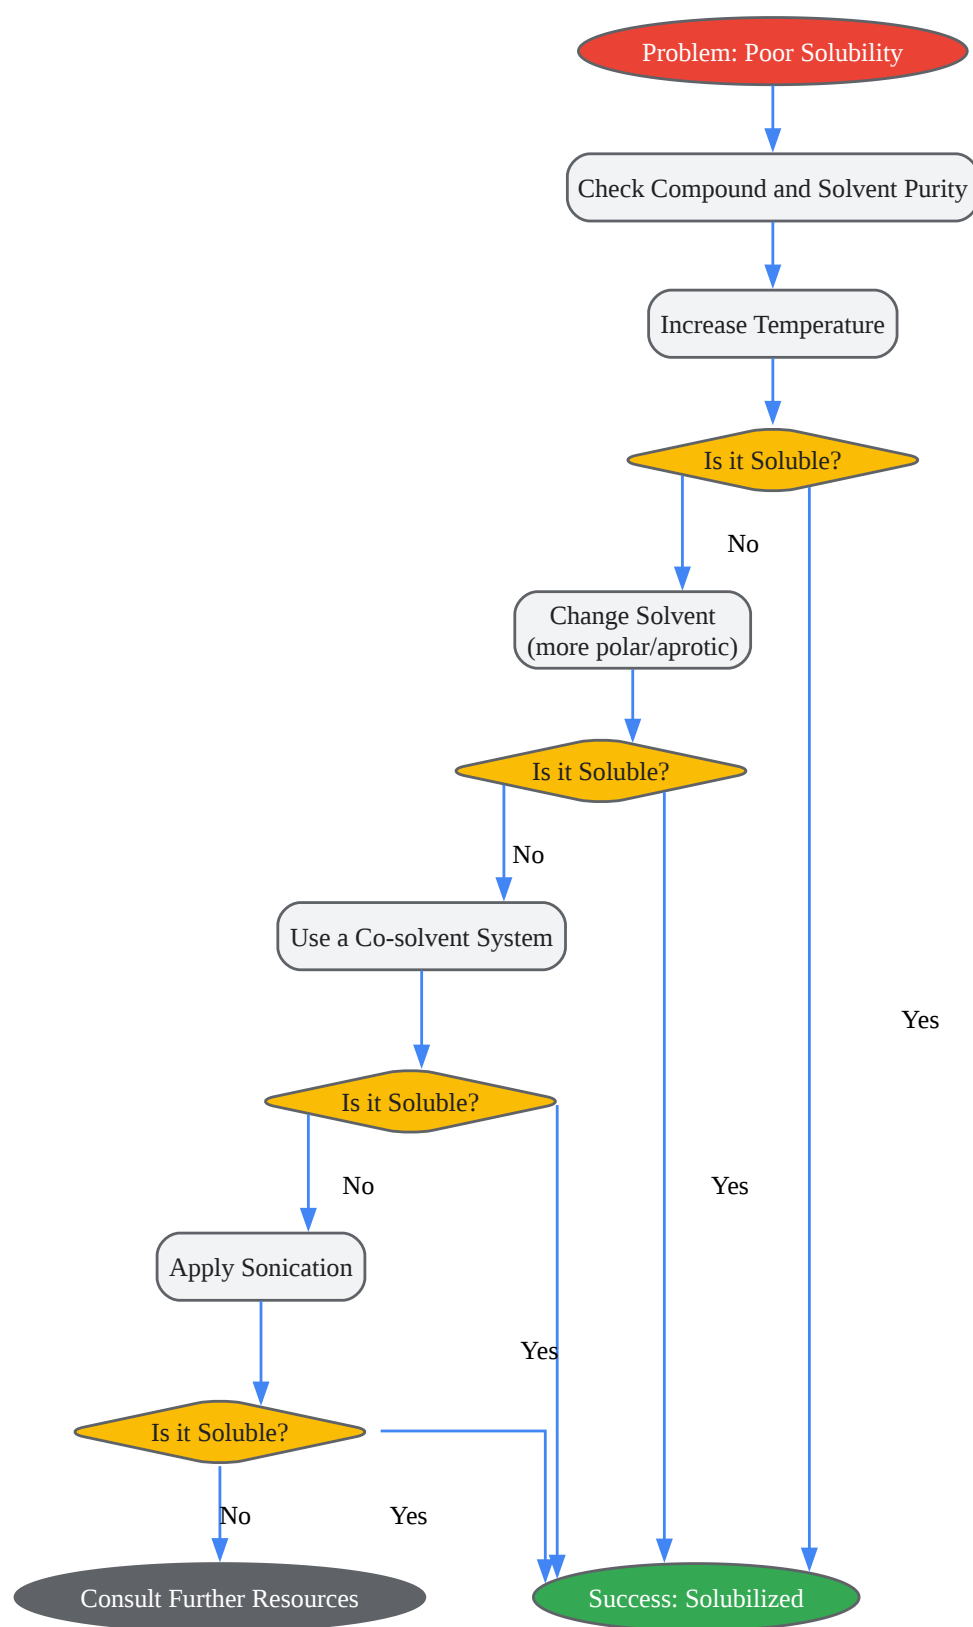 Problem: Poor Solubility
Check Compound and Solvent Purity
Increase Temperature
Is it Soluble?
No
Change Solvent
(more polar/aprotic)
Is it Soluble?
No
Use a Co-solvent System
Yes
Is it Soluble?
No
Yes
Apply Sonication
Yes
Is it Soluble?
No
Yes
Consult Further Resources
Success: Solubilized